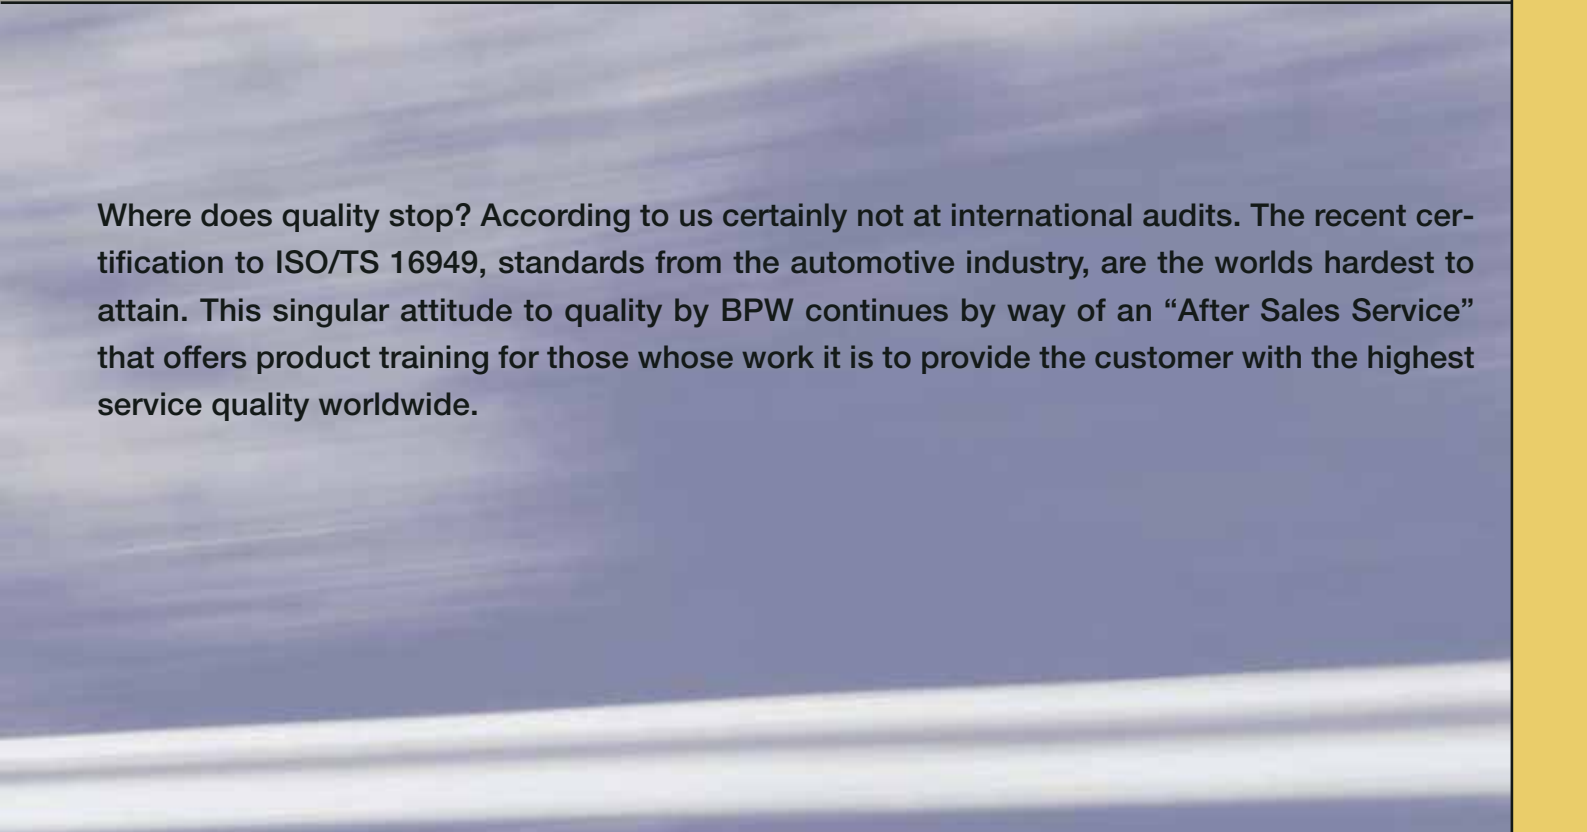 Where does quality stop? According to us certainly not at international audits. The recent cer-
tification to ISO/TS 16949, standards from the automotive industry, are the worlds hardest to
attain. This singular attitude to quality by BPW continues by way of an “After Sales Service”
that offers product training for those whose work it is to provide the customer with the highest
service quality worldwide.